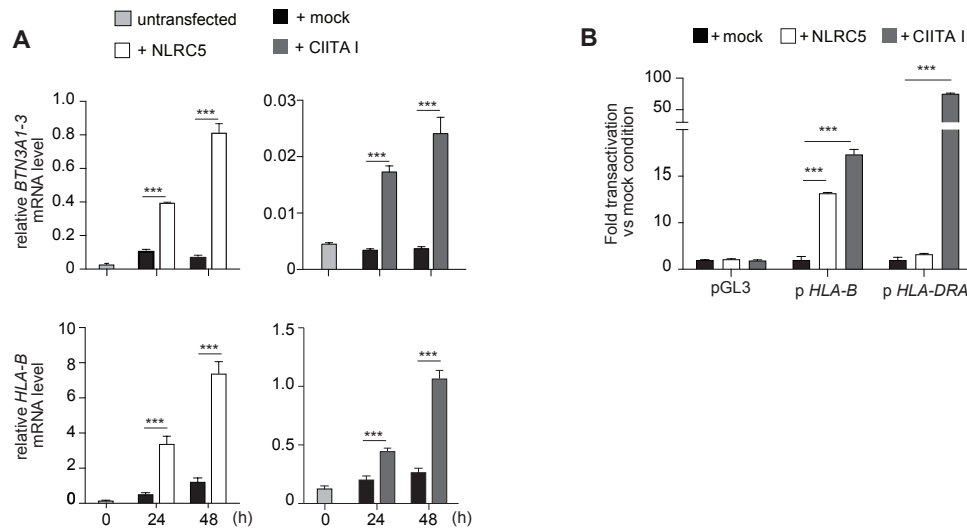 A
untransfected
+ mock
+ NLRC5
+ CIITA I
relative BTN3A1-3
mRNA level
1.0
0.8
0.6
0.4
0.2
0
***
***
0.03
0.02
0.01
0
***
***
relative HLA-B
mRNA level
10
8
6
4
2
0
***
***
0 24 48 (h)
1.5
1.0
0.5
0
***
***
0 24 48 (h)
B
+ mock + NLRC5 + CIITA I
Fold transactivation
vs mock condition
100
50
15
10
0
***
***
***
pGL3 p HLA-B p HLA-DRA